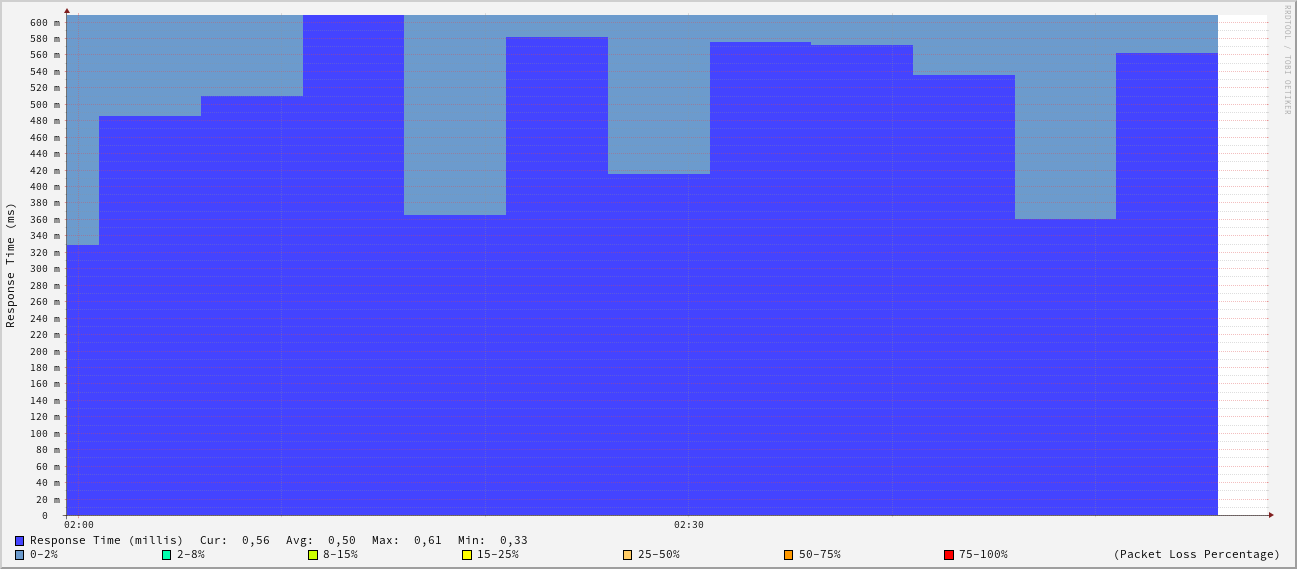 RRDTOOL / TOBI OETIKER
Response Time (ms)
600 m
580 m
560 m
540 m
520 m
500 m
480 m
460 m
440 m
420 m
400 m
380 m
360 m
340 m
320 m
300 m
280 m
260 m
240 m
220 m
200 m
180 m
160 m
140 m
120 m
100 m
80 m
60 m
40 m
20 m
0
02:00 02:30
Response Time (millis) Cur: 0,56 Avg: 0,50 Max: 0,61 Min: 0,33
0-2% 2-8% 8-15% 15-25% 25-50% 50-75% 75-100% (Packet Loss Percentage)